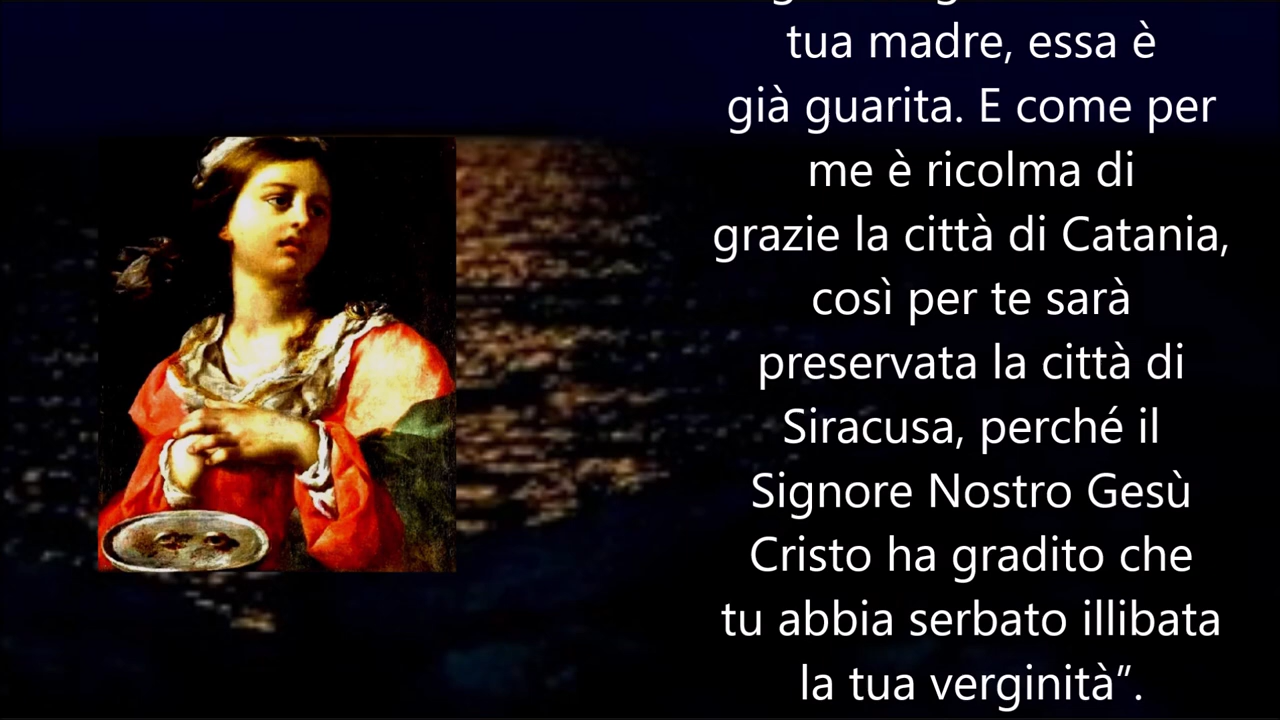 tua madre, essa è
già guarita. E come per
me è ricolma di
grazie la città di Catania,
così per te sarà
preservata la città di
Siracusa, perché il
Signore Nostro Gesù
Cristo ha gradito che
tu abbia serbato illibata
la tua verginità”.